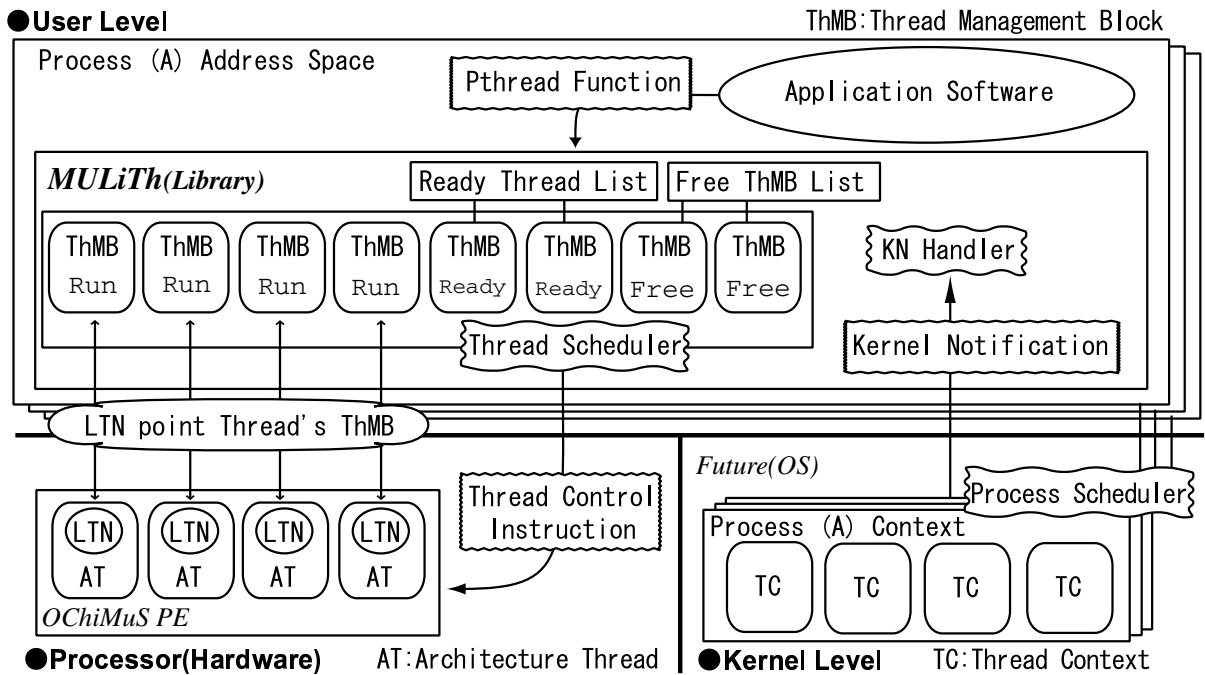 ●User Level
ThMB:Thread Management Block
Process (A) Address Space
Pthread Function
Application Software
MULiTh(Library)
Ready Thread List
Free ThMB List
ThMB ThMB ThMB ThMB ThMB ThMB ThMB ThMB
Run Run Run Run Ready Ready Free Free
KN Handler
Thread Scheduler
Kernel Notification
LTN point Thread's ThMB
Future(OS)
Thread Control
Instruction
Process Scheduler
Process (A) Context
LTN LTN LTN LTN
AT AT AT AT
TC TC TC TC
OChiMuS PE
●Processor(Hardware)
AT:Architecture Thread
●Kernel Level
TC:Thread Context